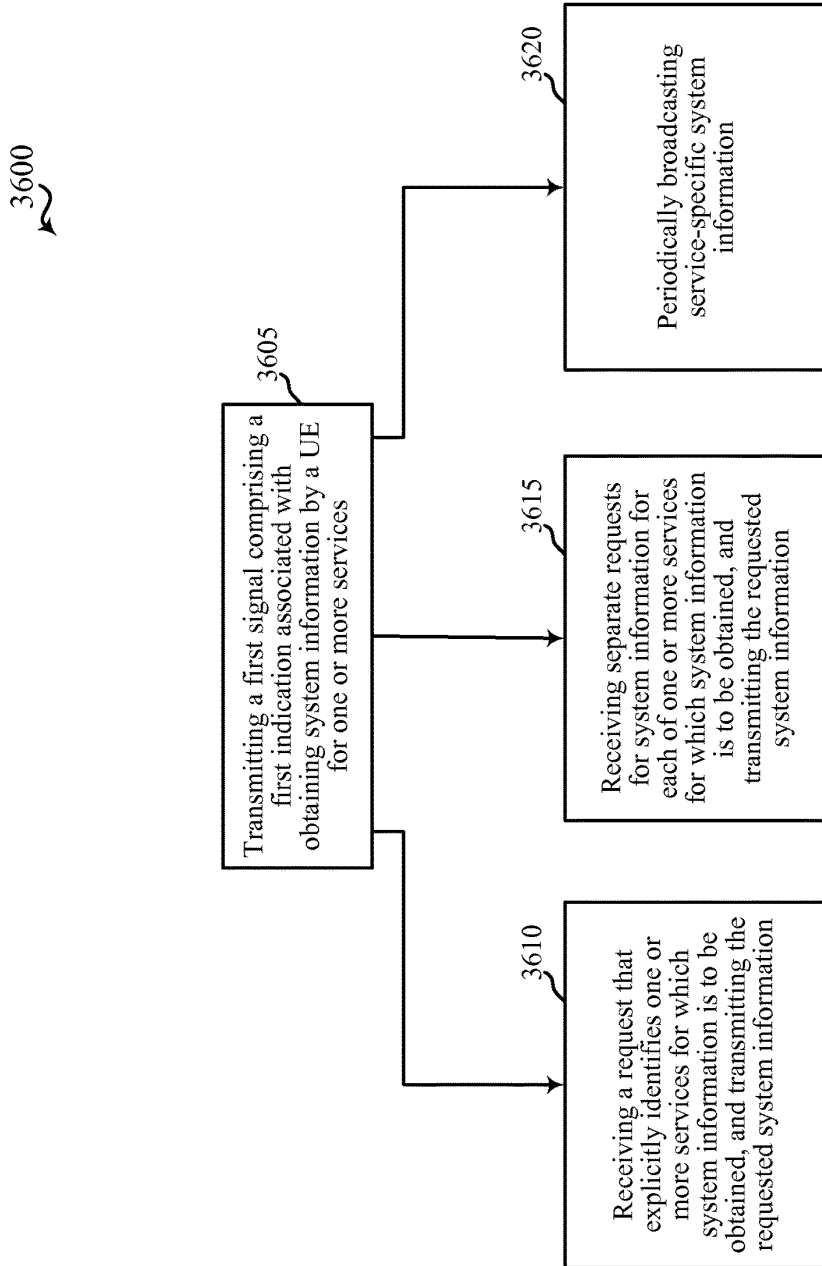 3600
3605
Transmitting a first signal comprising a
first indication associated with
obtaining system information by a UE
for one or more services
3610
Receiving a request that
explicitly identifies one or
more services for which
system information is to be
obtained, and transmitting the
requested system information
3615
Receiving separate requests
for system information for
each of one or more services
for which system information
is to be obtained, and
transmitting the requested
system information
3620
Periodically broadcasting
service-specific system
information